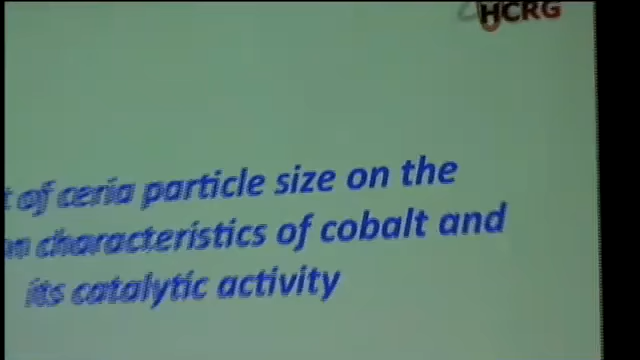 HCRG
of ceria particle size on the
characteristics of cobalt and
its catalytic activity